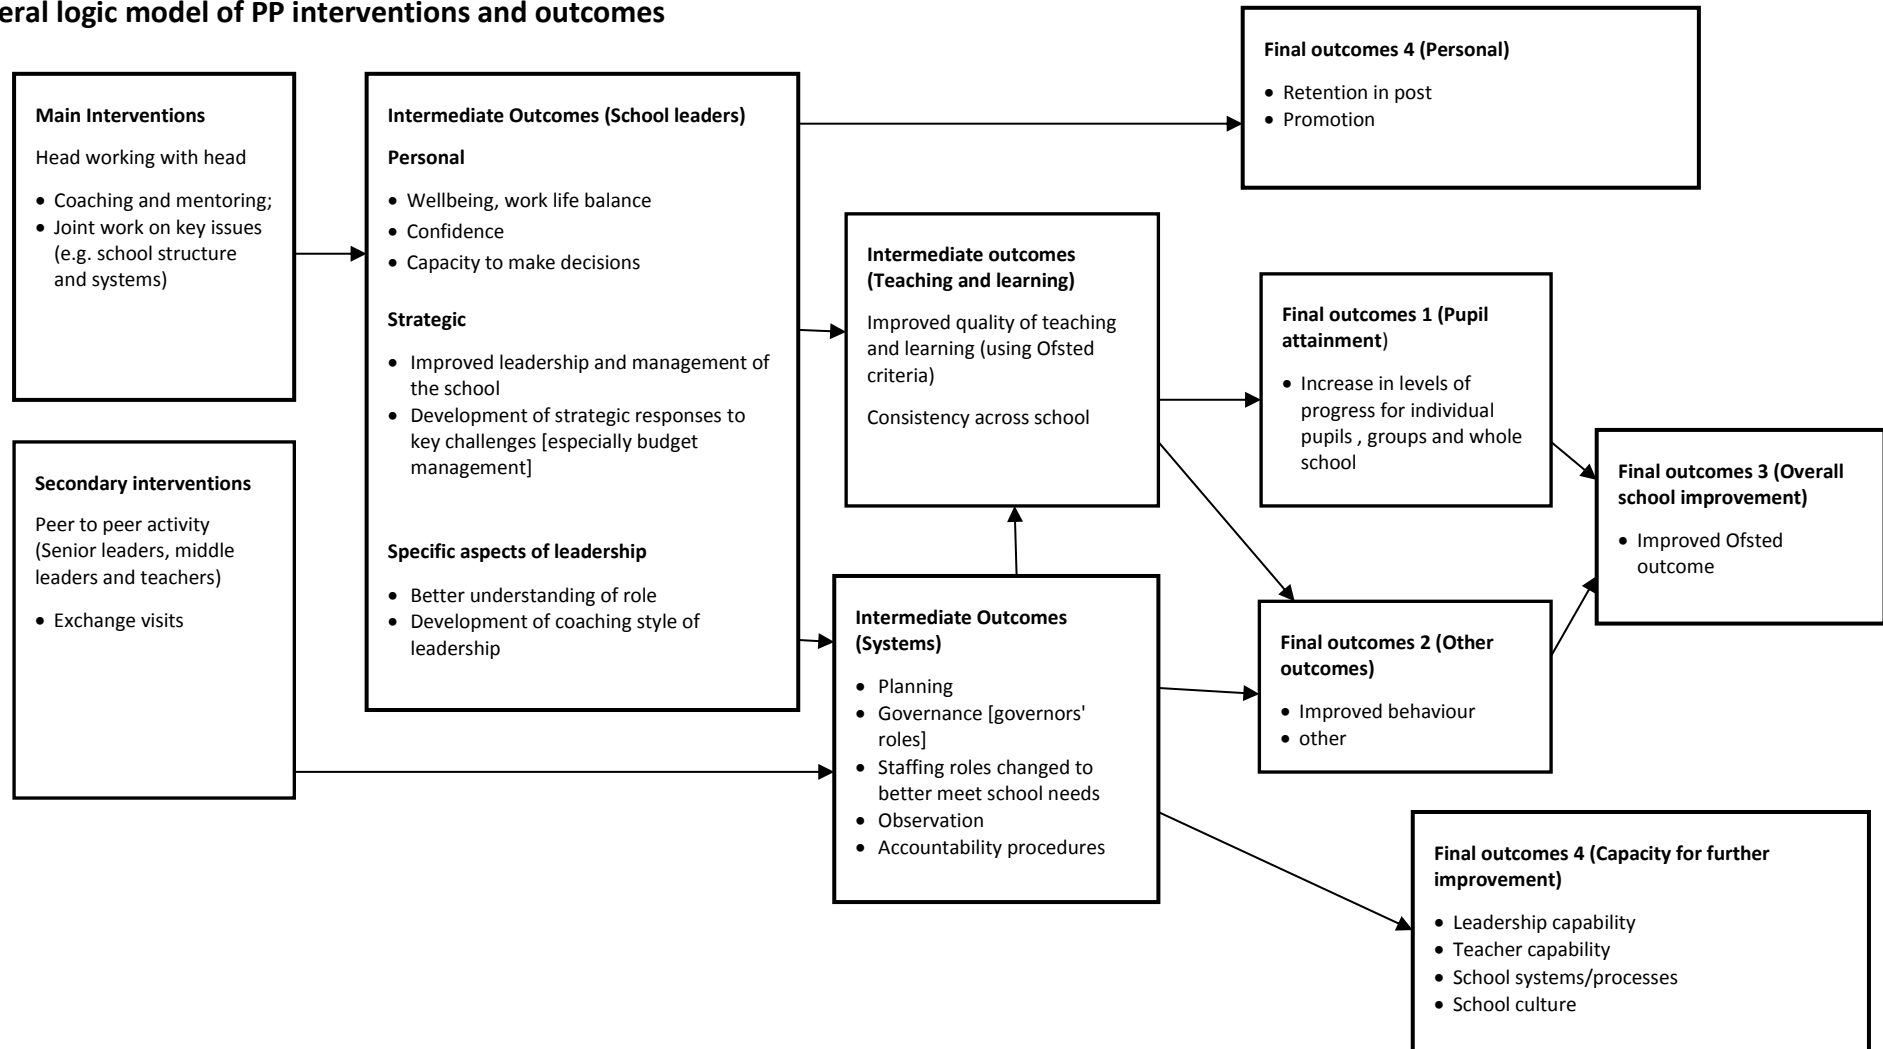 eral logic model of PP interventions and outcomes
Main Interventions
Head working with head
• Coaching and mentoring;
• Joint work on key issues
(e.g. school structure
and systems)
Secondary interventions
Peer to peer activity
(Senior leaders, middle
leaders and teachers)
• Exchange visits
Intermediate Outcomes (School leaders)
Personal
• Wellbeing, work life balance
• Confidence
• Capacity to make decisions
Strategic
• Improved leadership and management of
the school
• Development of strategic responses to
key challenges [especially budget
management]
Specific aspects of leadership
• Better understanding of role
• Development of coaching style of
leadership
Intermediate outcomes
(Teaching and learning)
Improved quality of teaching
and learning (using Ofsted
criteria)
Consistency across school
Intermediate Outcomes
(Systems)
• Planning
• Governance [governors'
roles]
• Staffing roles changed to
better meet school needs
• Observation
• Accountability procedures
Final outcomes 4 (Personal)
• Retention in post
• Promotion
Final outcomes 1 (Pupil
attainment)
• Increase in levels of
progress for individual
pupils , groups and whole
school
Final outcomes 2 (Other
outcomes)
• Improved behaviour
• other
Final outcomes 3 (Overall
school improvement)
• Improved Ofsted
outcome
Final outcomes 4 (Capacity for further
improvement)
• Leadership capability
• Teacher capability
• School systems/processes
• School culture